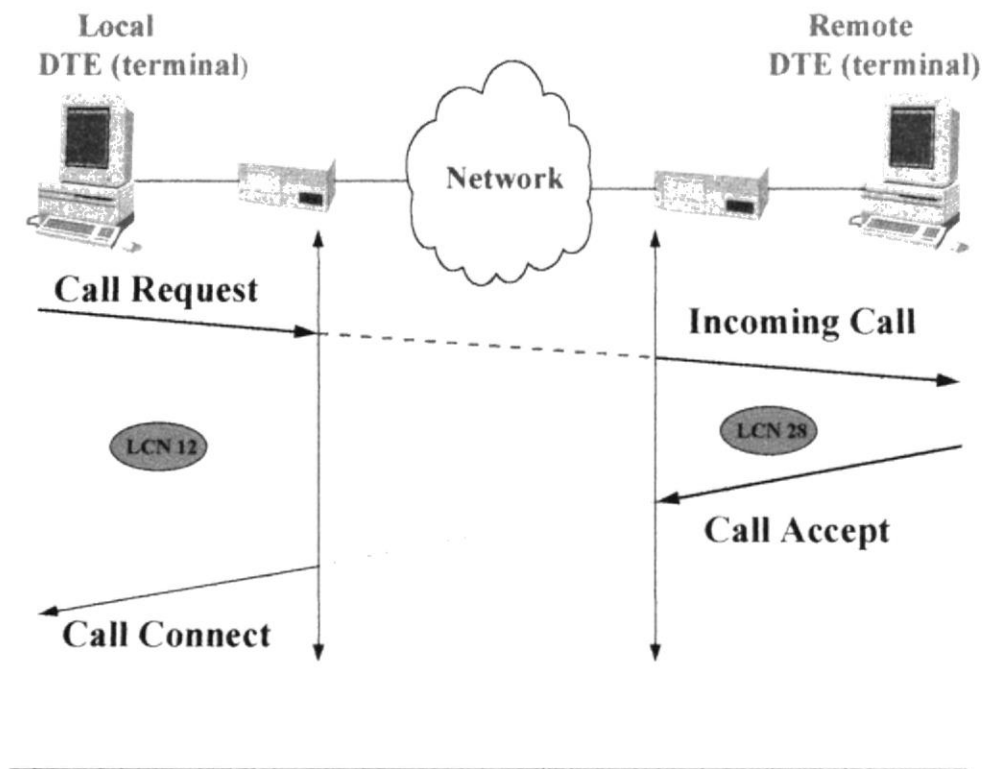 Local
DTE (terminal)
Remote
DTE (terminal)
Network
Call Request
Incoming Call
LCN 12
LCN 28
Call Accept
Call Connect